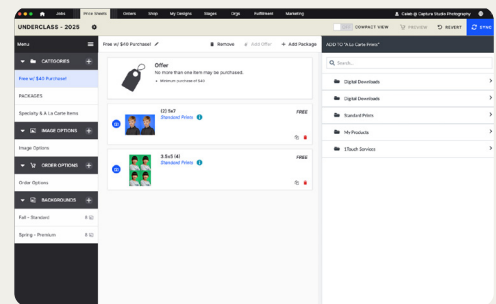 Jobs
Price Sheets
Orders
Shop
My Designs
Stages
Orgs
Fulfillment
Marketing
Caleb @ Capture Studio Photography
UNDERCLASS - 2025
COMPACT VIEW
PREVIEW
REVERT
SYNC
Menu
Free w/ $40 Purchase!
Remove
Add Offer
+ Add Package
ADD TO "A La Carte Prints"
CATEGORIES
Free w/ $40 Purchase!
PACKAGES
Specialty & A La Carte Items
IMAGE OPTIONS
Image Options
ORDER OPTIONS
Order Options
BACKGROUNDS
Fall - Standard
Spring - Premium
Offer
No more than one item may be purchased.
• Minimum purchase of $40
(2) 5x7
Standard Prints
FREE
3.5x5 (4)
Standard Prints
FREE
Search...
Digital Downloads
Digital Downloads
Standard Prints
My Products
1Touch Services